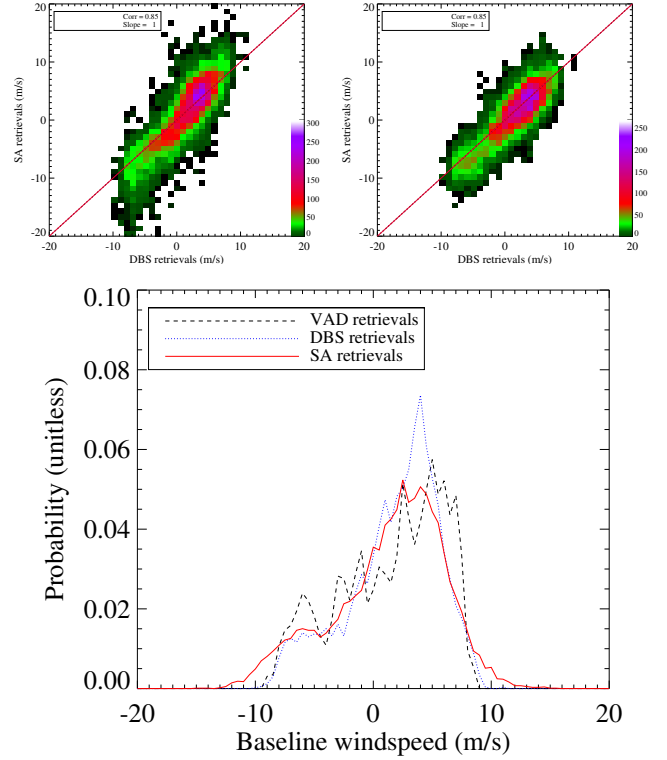 20
10
0
-10
-20
SA retrievals (m/s)
Corr = 0.85
Slope = 1
300
250
200
150
100
50
0
-20 -10 0 10 20
DBS retrievals (m/s)
20
10
0
-10
-20
SA retrievals (m/s)
Corr = 0.85
Slope = 1
250
200
150
100
50
0
-20 -10 0 10 20
DBS retrievals (m/s)
0.10
0.08
0.06
0.04
0.02
0.00
Probability (unitless)
VAD retrievals
DBS retrievals
SA retrievals
-20 -10 0 10 20
Baseline windspeed (m/s)